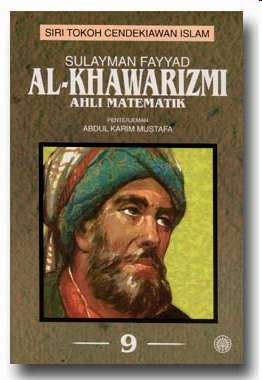 SIRI TOKOH CENDEKIAWAN ISLAM
SULAYMAN FAYYAD
AL-KHAWARIZMI
AHLI MATEMATIK
PENTERJEMAH
ABDUL KARIM MUSTAFA
9